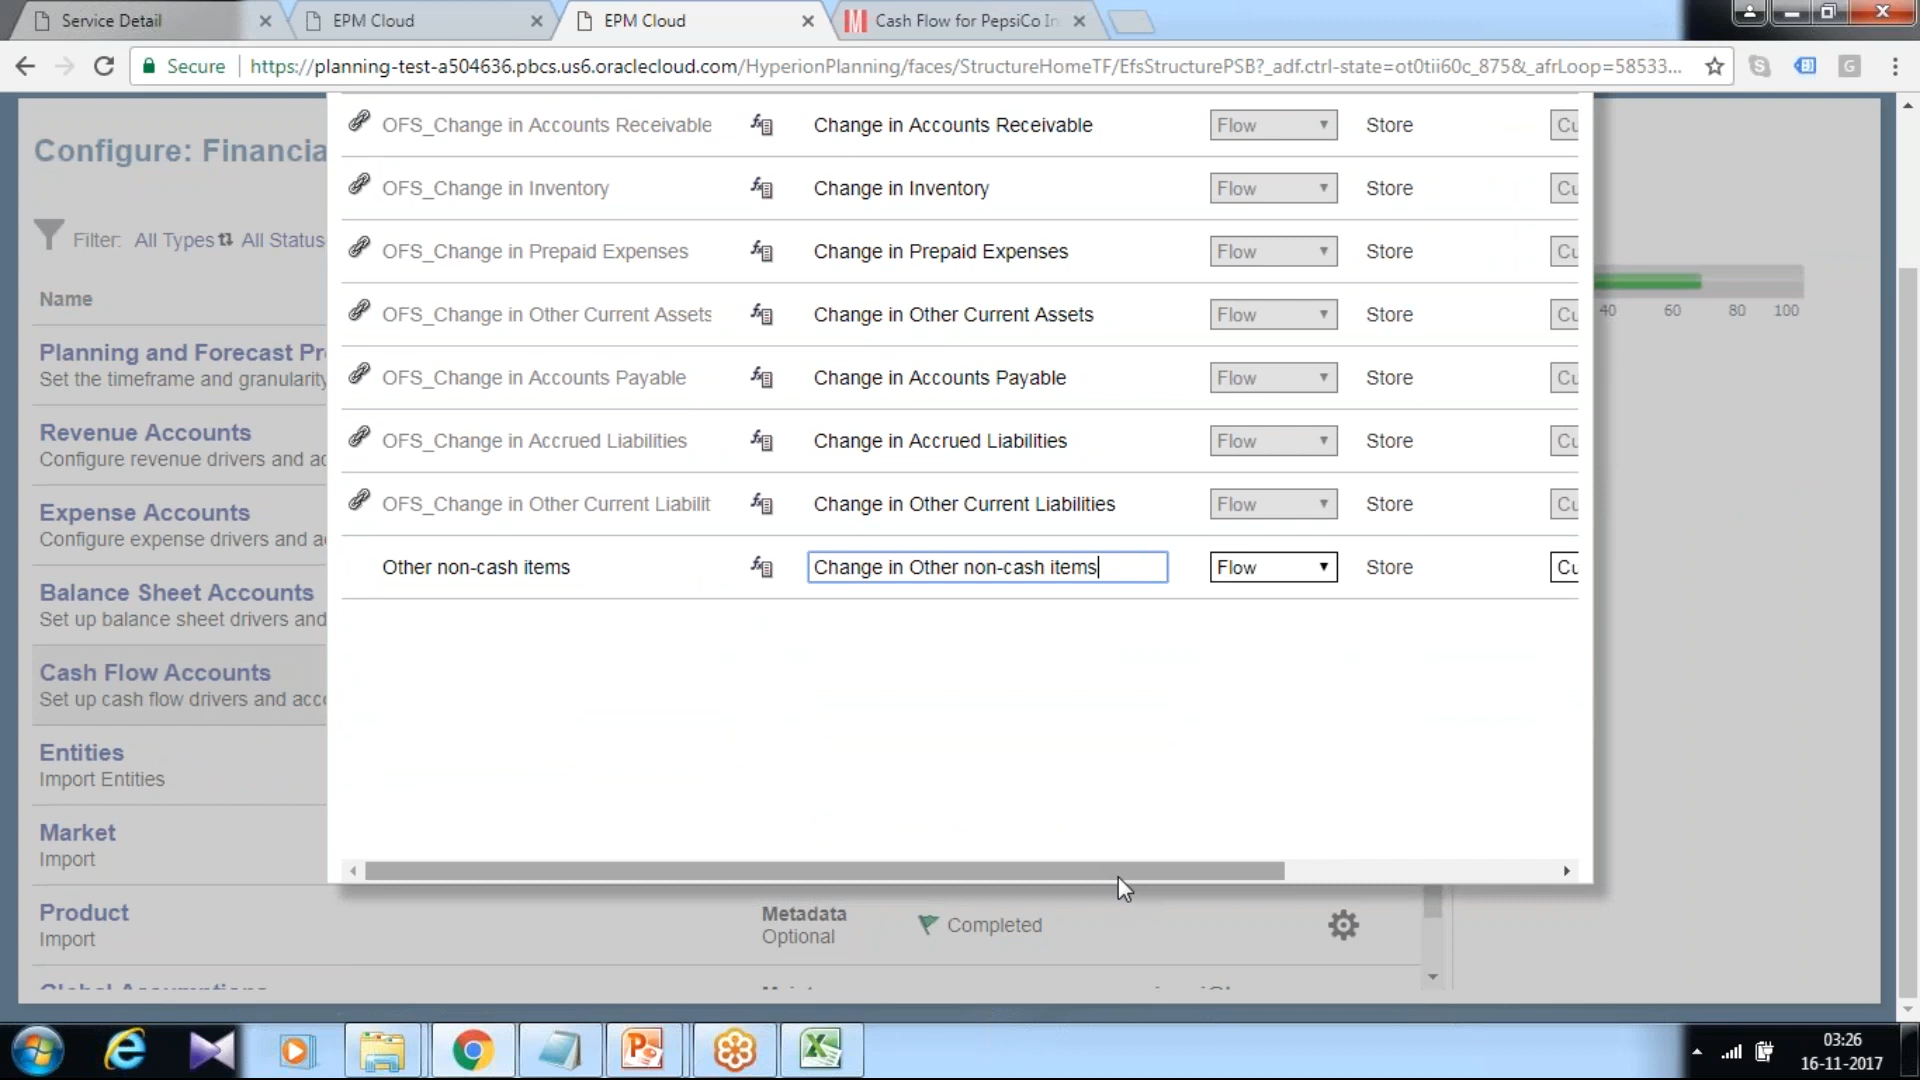 Service Detail
EPM Cloud
EPM Cloud
Cash Flow for PepsiCo In
Secure
https://planning-test-a504636.pbcs.us6.oraclecloud.com/HyperionPlanning/faces/StructureHomeTF/EfsStructurePSB?_adf.ctrl-state=ot0tii60c_875&_afrLoop=58533...
Configure: Financia
Filter: All Types All Status
Name
Planning and Forecast Pr
Set the timeframe and granularity
Revenue Accounts
Configure revenue drivers and ac
Expense Accounts
Configure expense drivers and a
Balance Sheet Accounts
Set up balance sheet drivers and
Cash Flow Accounts
Set up cash flow drivers and acc
Entities
Import Entities
Market
Import
Product
Import
OFS_Change in Accounts Receivable Change in Accounts Receivable Flow Store Cu
OFS_Change in Inventory Change in Inventory Flow Store Cu
OFS_Change in Prepaid Expenses Change in Prepaid Expenses Flow Store Cu
OFS_Change in Other Current Assets Change in Other Current Assets Flow Store Cu
OFS_Change in Accounts Payable Change in Accounts Payable Flow Store Cu
OFS_Change in Accrued Liabilities Change in Accrued Liabilities Flow Store Cu
OFS_Change in Other Current Liabilit Change in Other Current Liabilities Flow Store Cu
Other non-cash items Change in Other non-cash items Flow Store Cu
40 60 80 100
Metadata
Optional
Completed
03:26
16-11-2017